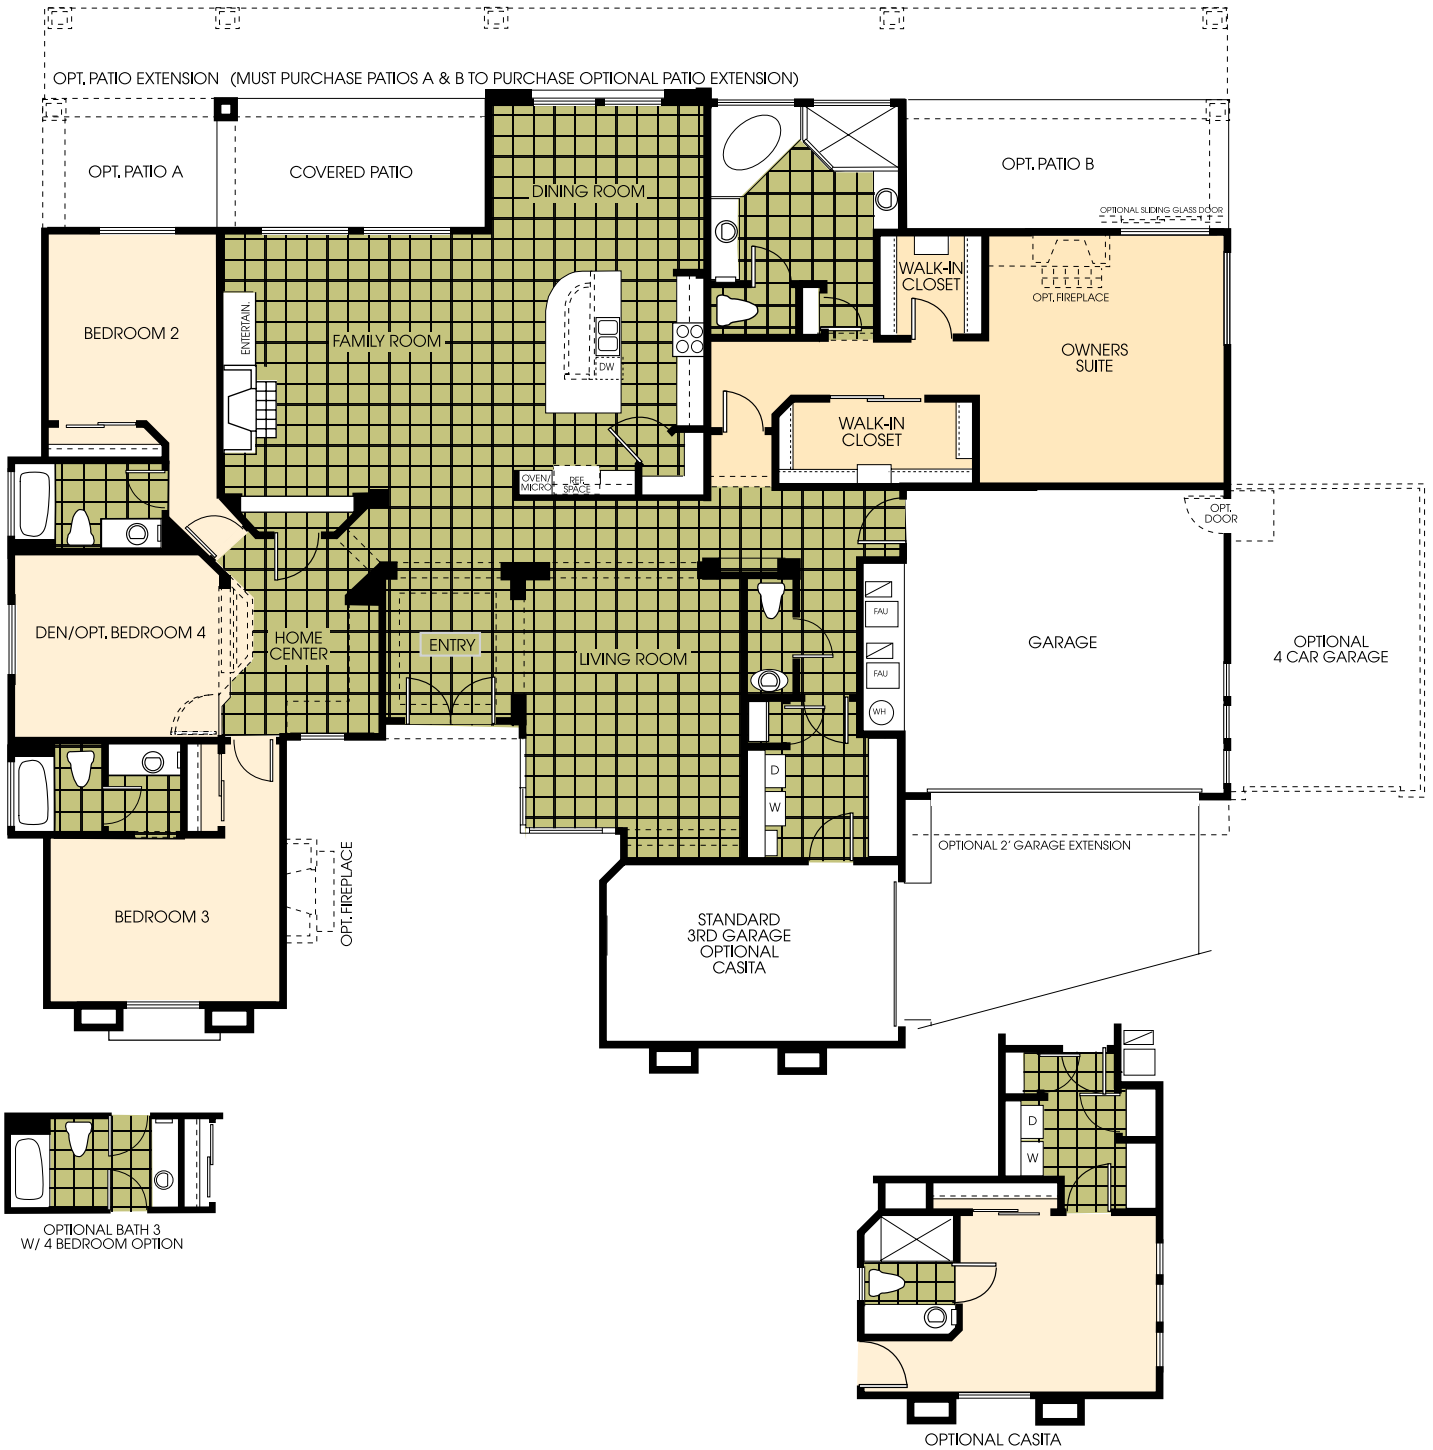 OPT. PATIO EXTENSION (MUST PURCHASE PATIOS A & B TO PURCHASE OPTIONAL PATIO EXTENSION)
OPT. PATIO A
COVERED PATIO
DINING ROOM
OPT. PATIO B
OPTIONAL SLIDING GLASS DOOR
WALK-IN
CLOSET
OPT. FIREPLACE
BEDROOM 2
ENTERTAIN.
FAMILY ROOM
DW
OWNERS
SUITE
WALK-IN
CLOSET
OVEN/
MICRO
REF.
SPACE
OPT.
DOOR
DEN/OPT. BEDROOM 4
HOME
CENTER
ENTRY
LIVING ROOM
FAU
FAU
WH
GARAGE
OPTIONAL
4 CAR GARAGE
D
W
OPTIONAL 2' GARAGE EXTENSION
BEDROOM 3
OPT. FIREPLACE
STANDARD
3RD GARAGE
OPTIONAL
CASITA
D
W
OPTIONAL BATH 3
W/ 4 BEDROOM OPTION
OPTIONAL CASITA